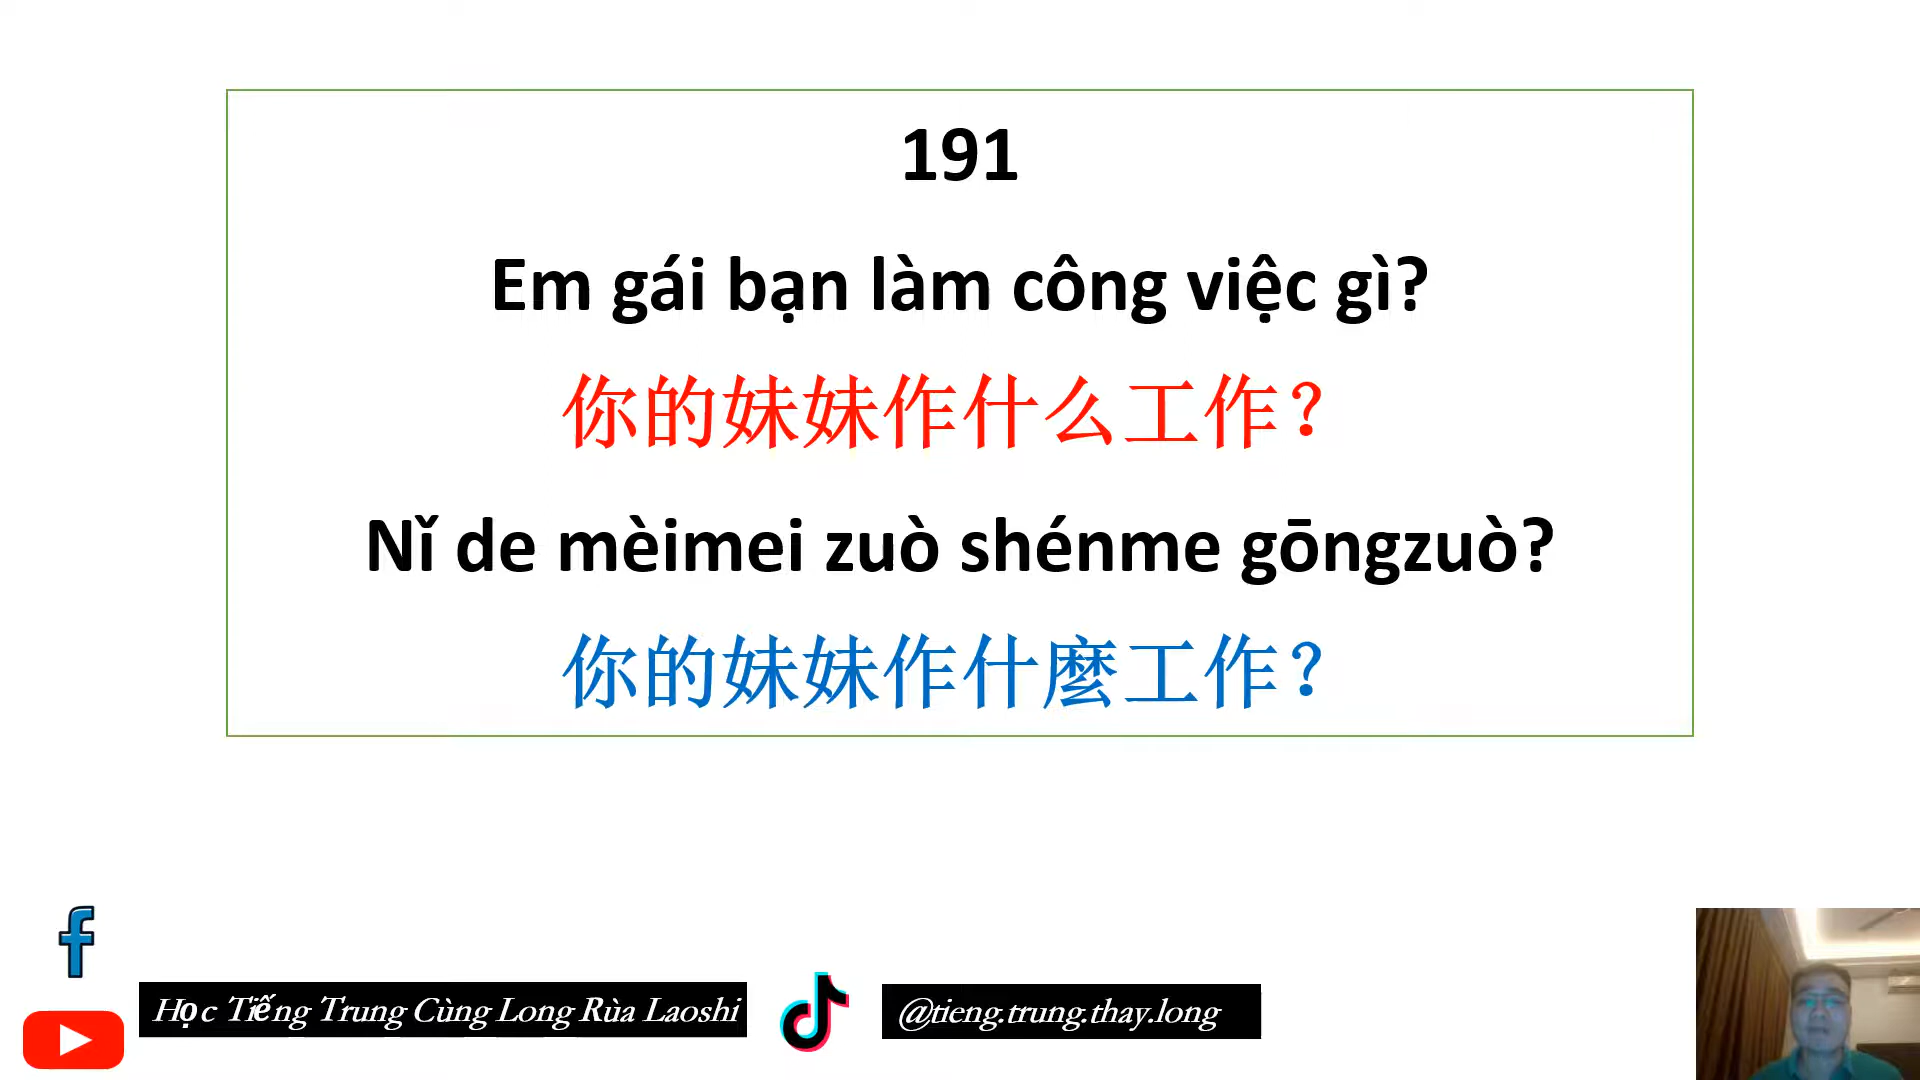 191
Em gái bạn làm công việc gì?
你的妹妹作什么工作？
Nǐ de mèimei zuò shénme gōngzuò?
你的妹妹作什麼工作？
Học Tiếng Trung Cùng Long Rùa Laoshi
@tieng.trung.thay.long